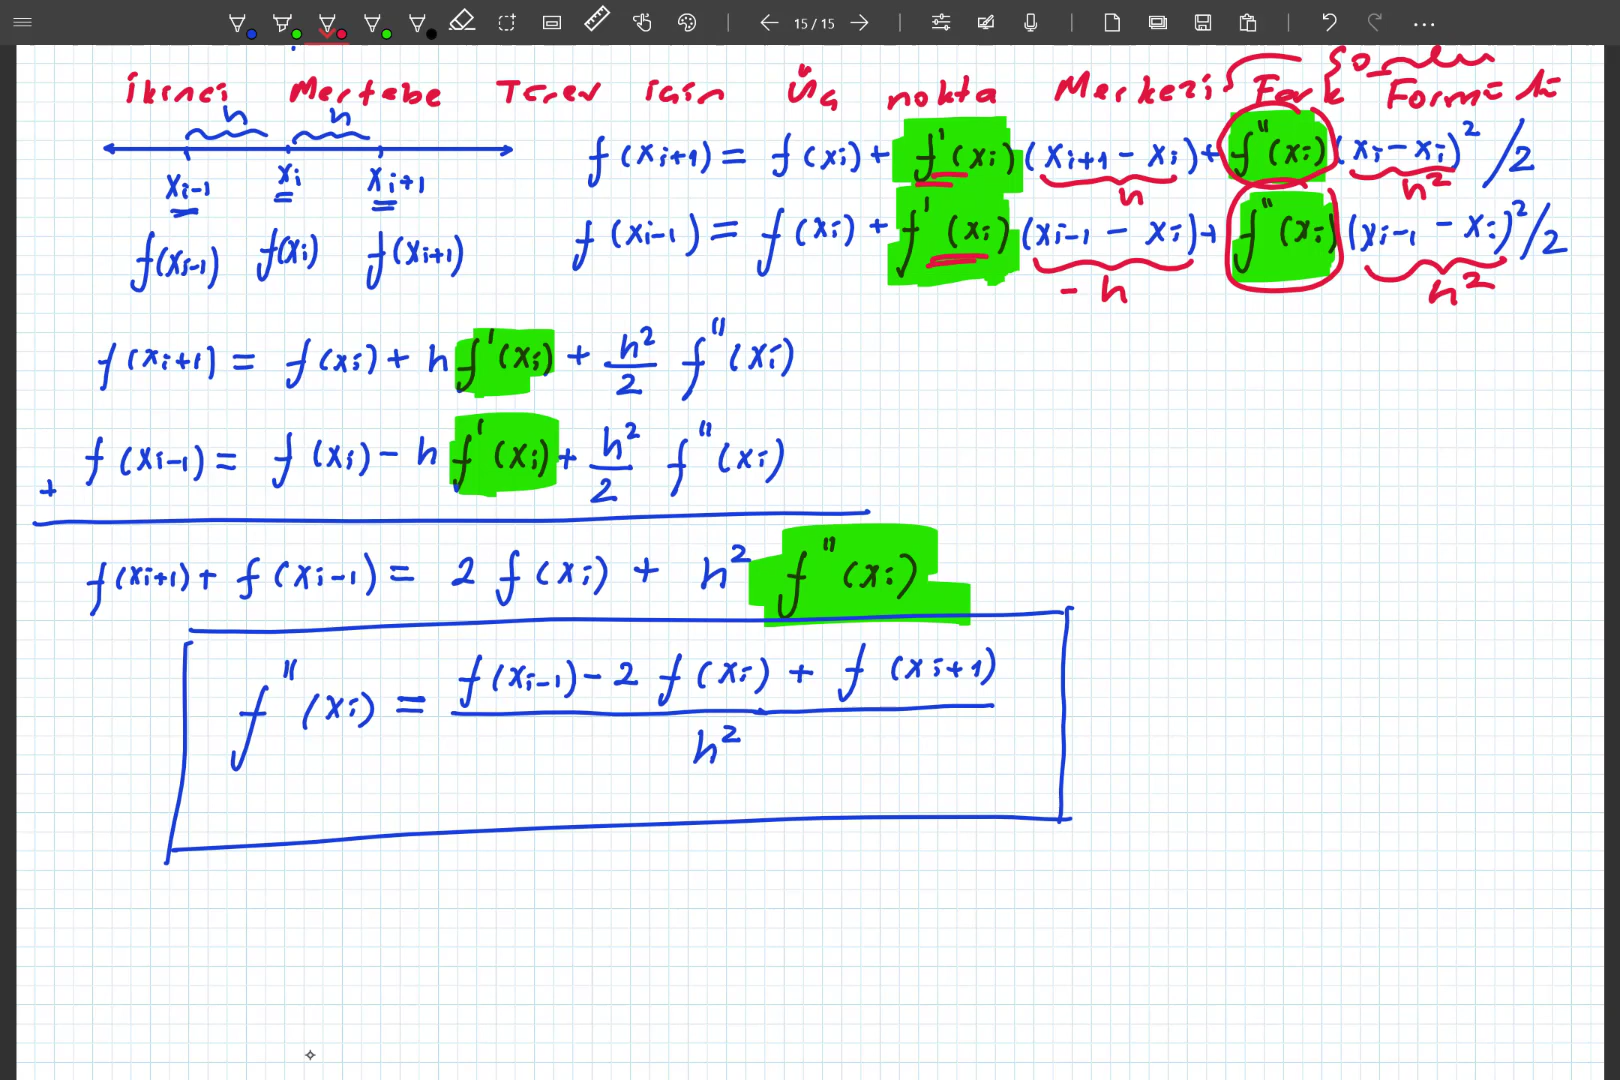 15 / 15
İkinci Mertebe Türev için Üç nokta Merkezi Fark Formülü
h h
xi-1 xi xi+1
f(xi-1) f(xi) f(xi+1)
f(xi+1) = f(xi) + f'(xi)(xi+1 - xi) + f''(xi)(xi - xi)²/2
h h²
f(xi-1) = f(xi) + f'(xi)(xi-1 - xi) + f''(xi)(xi-1 - xi)²/2
-h h²
f(xi+1) = f(xi) + h f'(xi) + h²/2 f''(xi)
+ f(xi-1) = f(xi) - h f'(xi) + h²/2 f''(xi)
f(xi+1) + f(xi-1) = 2 f(xi) + h² f''(xi)
f''(xi) = f(xi-1) - 2 f(xi) + f(xi+1)
h²